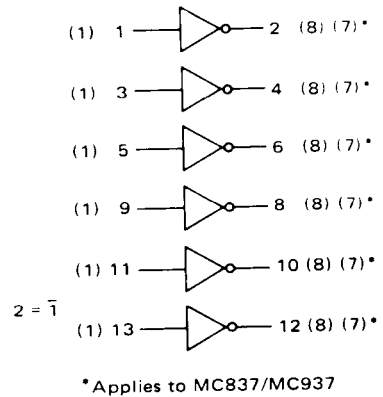 (1) 1 2 (8) (7)*
(1) 3 4 (8) (7)*
(1) 5 6 (8) (7)*
(1) 9 8 (8) (7)*
(1) 11 10 (8) (7)*
2 = 1̅
(1) 13 12 (8) (7)*
*Applies to MC837/MC937